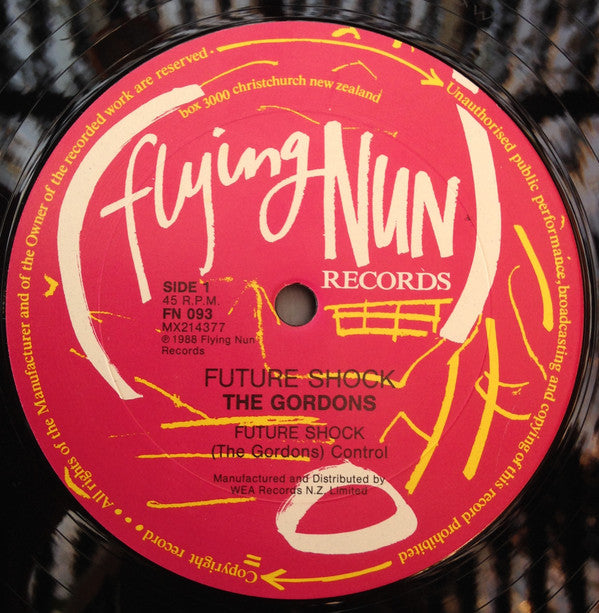 All rights of the Manufacturer and of the Owner of the recorded work are reserved.
Unauthorised public performance, broadcasting and copying of this record prohibited
Copyright record
box 3000 christchurch new zealand
flying NUN
RECORDS
SIDE 1
45 R.P.M.
FN 093
MX214377
℗ 1988 Flying Nun
Records
FUTURE SHOCK
THE GORDONS
FUTURE SHOCK
(The Gordons) Control
Manufactured and Distributed by
WEA Records N.Z. Limited